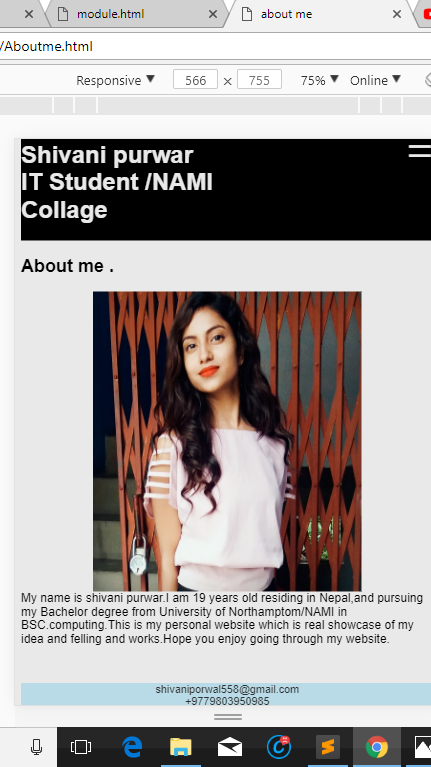 module.html
about me
/Aboutme.html
Responsive ▼ 566 × 755 75% ▼ Online ▼
Shivani purwar
IT Student /NAMI
Collage
About me .
My name is shivani purwar.I am 19 years old residing in Nepal,and pursuing
my Bachelor degree from University of Northamptom/NAMI in
BSC.computing.This is my personal website which is real showcase of my
idea and felling and works.Hope you enjoy going through my website.
shivaniporwal558@gmail.com
+9779803950985